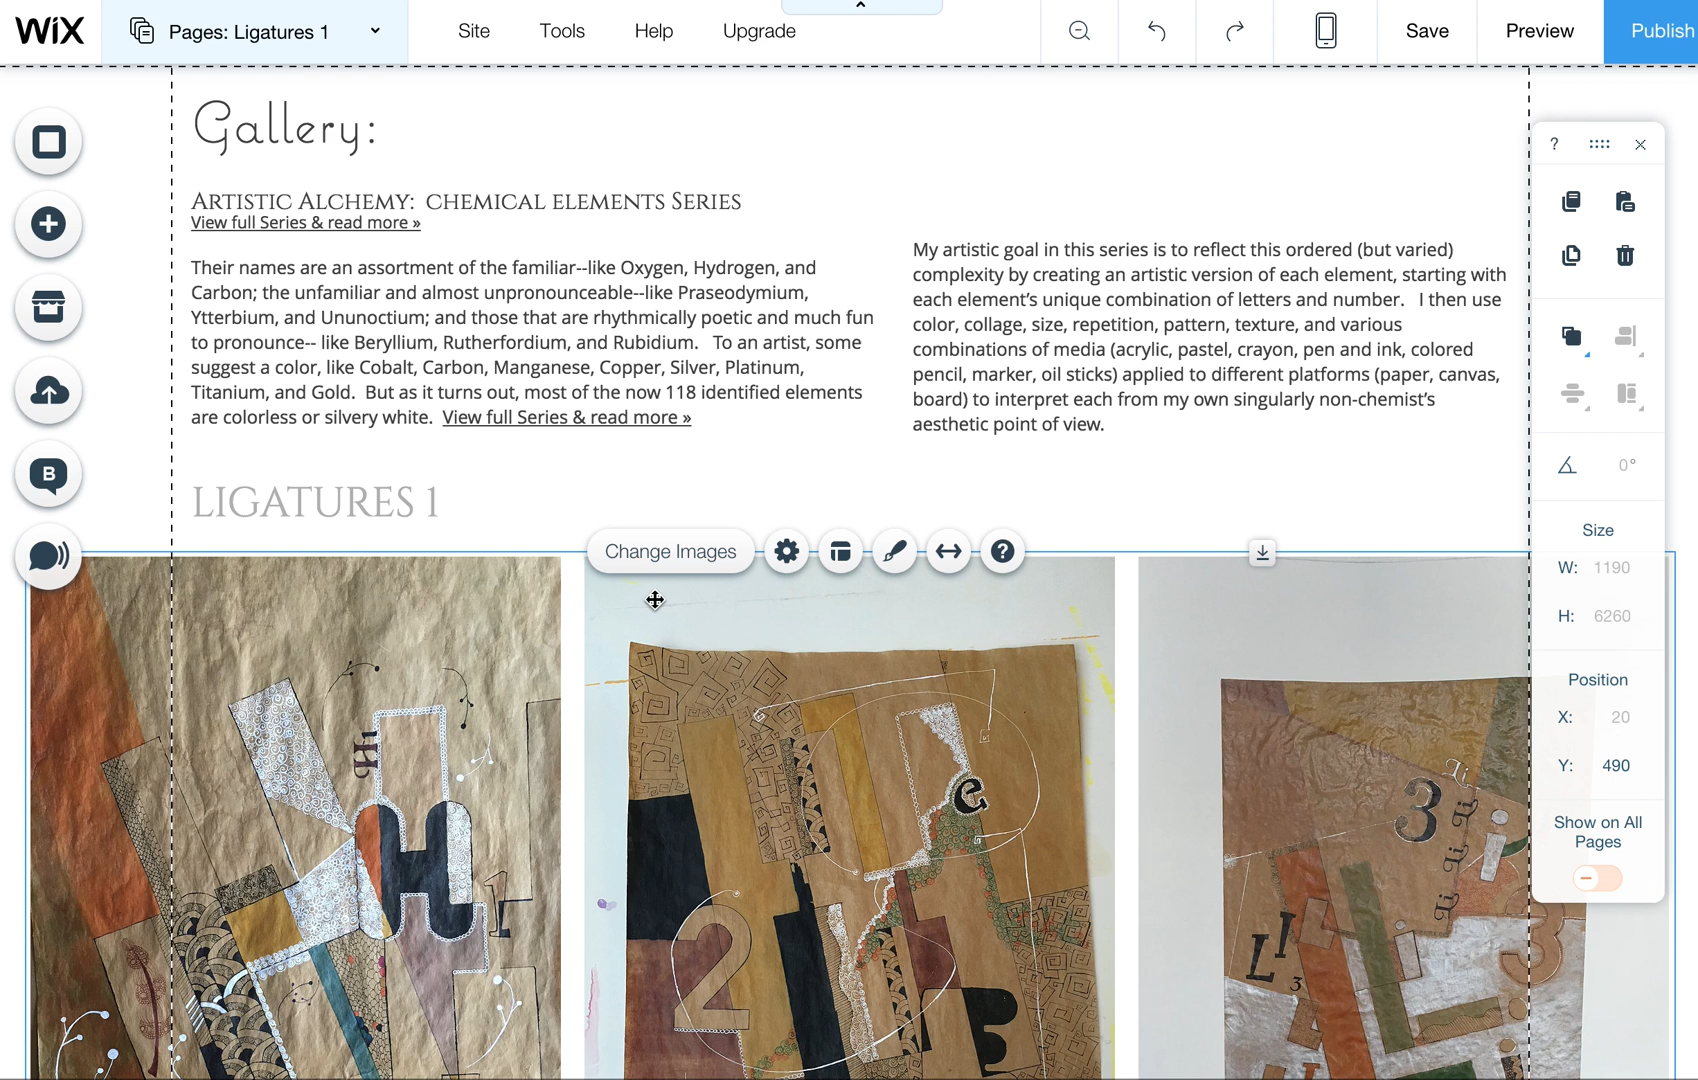 WiX
Pages: Ligatures 1
Site
Tools
Help
Upgrade
Save
Preview
Publish
Gallery:
Artistic Alchemy: chemical elements Series
View full Series & read more »
Their names are an assortment of the familiar--like Oxygen, Hydrogen, and
Carbon; the unfamiliar and almost unpronounceable--like Praseodymium,
Ytterbium, and Ununoctium; and those that are rhythmically poetic and much fun
to pronounce-- like Beryllium, Rutherfordium, and Rubidium. To an artist, some
suggest a color, like Cobalt, Carbon, Manganese, Copper, Silver, Platinum,
Titanium, and Gold. But as it turns out, most of the now 118 identified elements
are colorless or silvery white. View full Series & read more »
My artistic goal in this series is to reflect this ordered (but varied)
complexity by creating an artistic version of each element, starting with
each element's unique combination of letters and number. I then use
color, collage, size, repetition, pattern, texture, and various
combinations of media (acrylic, pastel, crayon, pen and ink, colored
pencil, marker, oil sticks) applied to different platforms (paper, canvas,
board) to interpret each from my own singularly non-chemist's
aesthetic point of view.
LIGATURES 1
Change Images
?
B
?
0°
Size
W: 1190
H: 6260
Position
X: 20
Y: 490
Show on All
Pages
H
H
1
e
2
B
3
Li
Li
Li
Li
3
LI
3